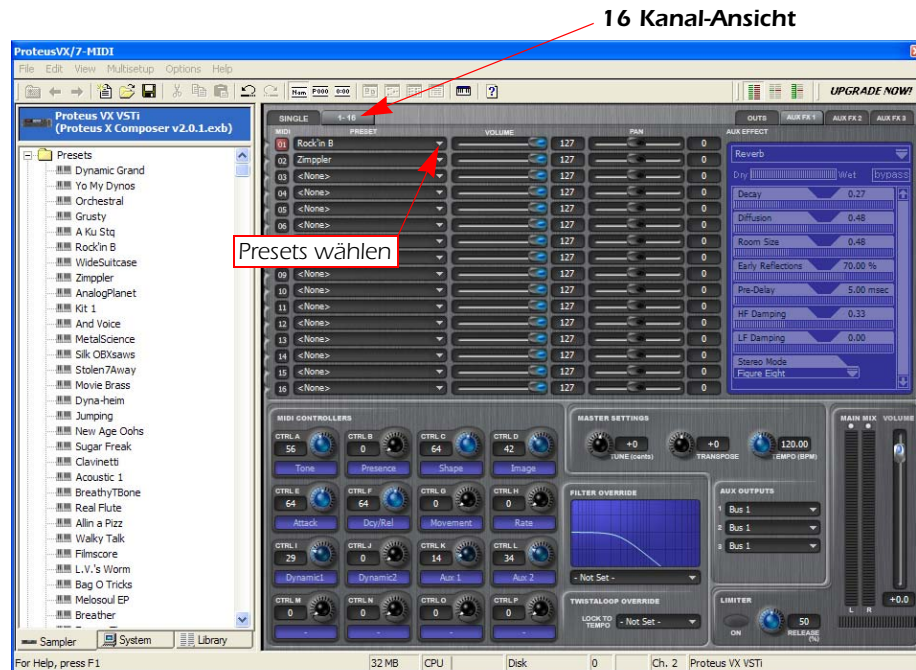 16 Kanal-Ansicht
ProteusVX/7-MIDI
File Edit View Multisetup Options Help
UPGRADE NOW!
Proteus VX VSTi
(Proteus X Composer v2.0.1.exb)
Presets
Dynamic Grand
Yo My Dynos
Orchestral
Grusty
A Ku Stq
Rock'in B
WideSuitcase
Zimppler
AnalogPlanet
Kit 1
And Voice
MetalScience
Silk OBXsaws
Stolen7Away
Movie Brass
Dyna-heim
Jumping
New Age Oohs
Sugar Freak
Clavinetti
Acoustic 1
BreathyTBone
Real Flute
Allin a Pizz
Walky Talk
Filmscore
L.V.'s Worm
Bag O Tricks
Melosoul EP
Breather
Sampler System Library
SINGLE 1- 16
MIDI PRESET VOLUME PAN
01 Rock'in B 127 0
02 Zimppler 127 0
03 <None> 127 0
04 <None> 127 0
05 <None> 127 0
06 <None> 127 0
Presets wählen
127 0
127 0
09 <None> 127 0
10 <None> 127 0
11 <None> 127 0
12 <None> 127 0
13 <None> 127 0
14 <None> 127 0
15 <None> 127 0
16 <None> 127 0
OUTS AUX FX 1 AUX FX 2 AUX FX 3
AUX EFFECT
Reverb
Dry Wet bypass
Decay 0.27
Diffusion 0.48
Room Size 0.48
Early Reflections 70.00 %
Pre-Delay 5.00 msec
HF Damping 0.33
LF Damping 0.00
Stereo Mode
Figure Eight
MIDI CONTROLLERS
CTRL A CTRL B CTRL C CTRL D
56 0 64 42
Tone Presence Shape Image
CTRL E CTRL F CTRL G CTRL H
64 64 0 0
Attack Dcy/Rel Movement Rate
CTRL I CTRL J CTRL K CTRL L
29 0 14 34
Dynamic1 Dynamic2 Aux 1 Aux 2
CTRL M CTRL N CTRL O CTRL P
0 0 0 0
- - - -
MASTER SETTINGS
+0 +0 120.00
TUNE (cents) TRANSPOSE TEMPO (BPM)
FILTER OVERRIDE
- Not Set -
TWISTALOOP OVERRIDE
LOCK TO TEMPO - Not Set -
AUX OUTPUTS
1 Bus 1
2 Bus 1
3 Bus 1
LIMITER
ON 50
RELEASE (%)
MAIN MIX VOLUME
L R +0.0
For Help, press F1 32 MB CPU Disk 0 Ch. 2 Proteus VX VSTi